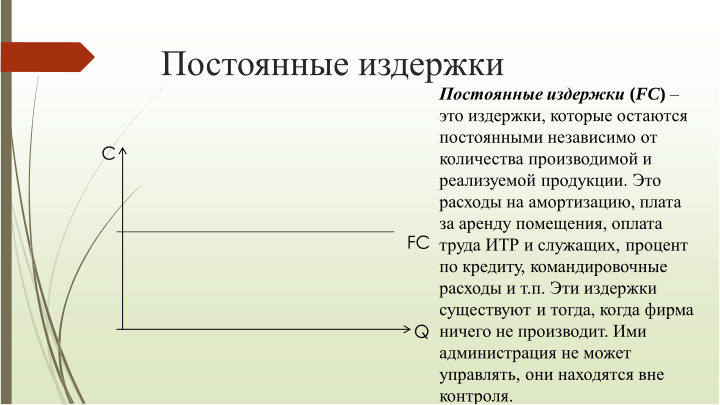 Постоянные издержки
Постоянные издержки (FC) –
это издержки, которые остаются
постоянными независимо от
количества производимой и
реализуемой продукции. Это
расходы на амортизацию, плата
за аренду помещения, оплата
труда ИТР и служащих, процент
по кредиту, командировочные
расходы и т.п. Эти издержки
существуют и тогда, когда фирма
ничего не производит. Ими
администрация не может
управлять, они находятся вне
контроля.
C
FC
Q